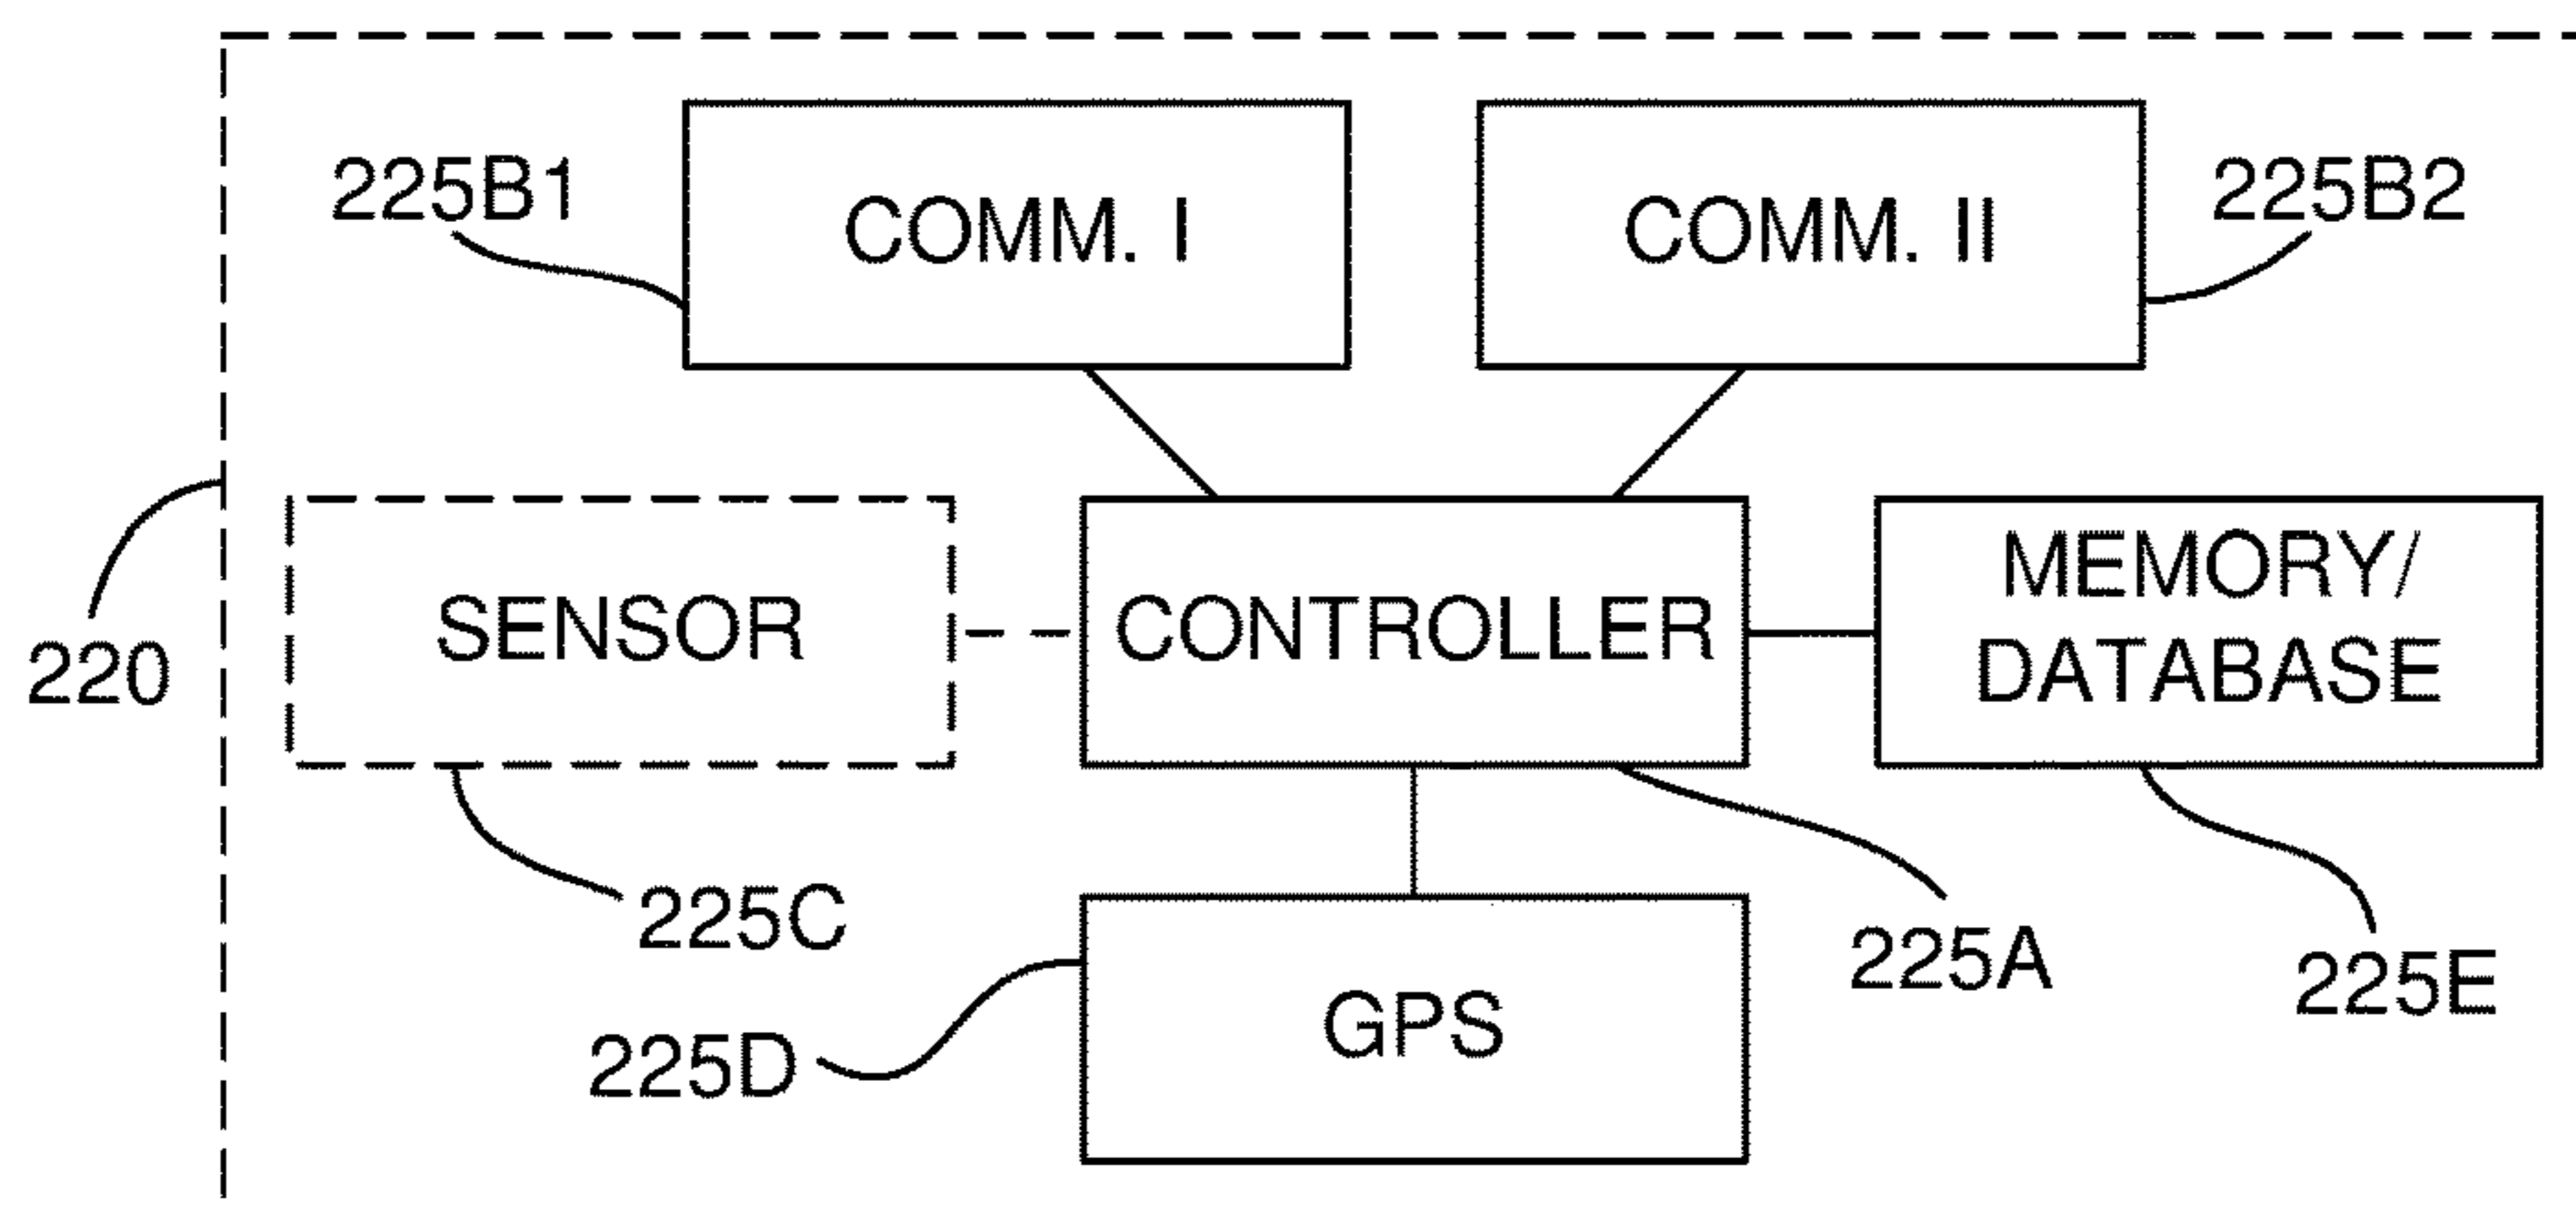 225B1
COMM. I
COMM. II
225B2
220
SENSOR
CONTROLLER
MEMORY/
DATABASE
225C
225D
GPS
225A
225E